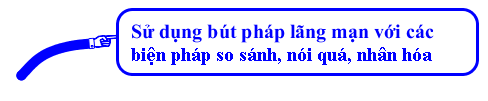 Sử dụng bút pháp lãng mạn với các
biện pháp so sánh, nói quá, nhân hóa